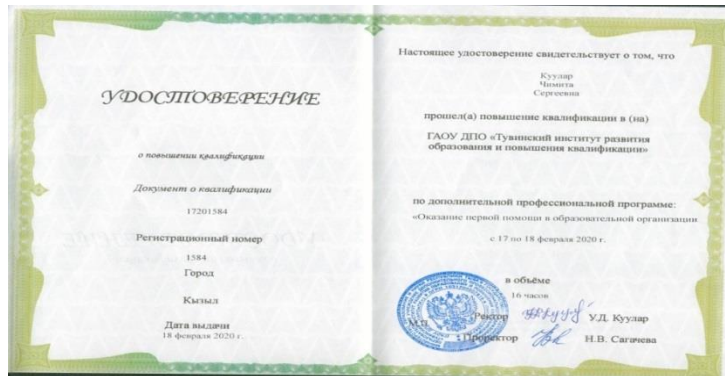 УДОСТОВЕРЕНИЕ
о повышении квалификации
Документ о квалификации
17201584
Регистрационный номер
1584
Город
Кызыл
Дата выдачи
18 февраля 2020 г.
Настоящее удостоверение свидетельствует о том, что
Куулар
Чимита
Сергеевна
прошел(а) повышение квалификации в (на)
ГАОУ ДПО «Тувинский институт развития
образования и повышения квалификации»
по дополнительной профессиональной программе:
«Оказание первой помощи в образовательной организации
с 17 по 18 февраля 2020 г.
в объёме
16 часов
М.П.
Ректор У.Д. Куулар
Проректор Н.В. Сагачева